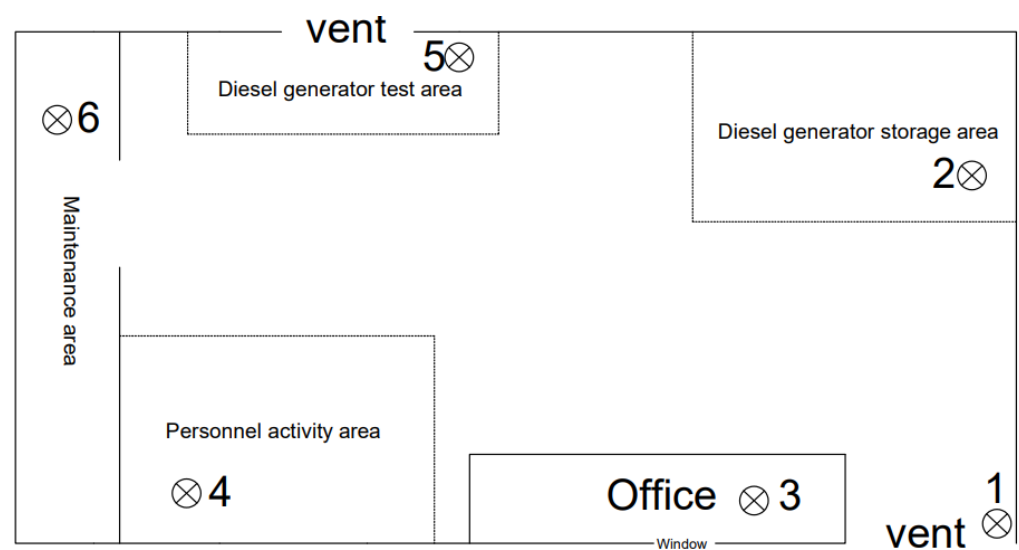 vent
5
Diesel generator test area
6
Diesel generator storage area
2
Maintenance area
Personnel activity area
4
Office
3
1
vent
Window